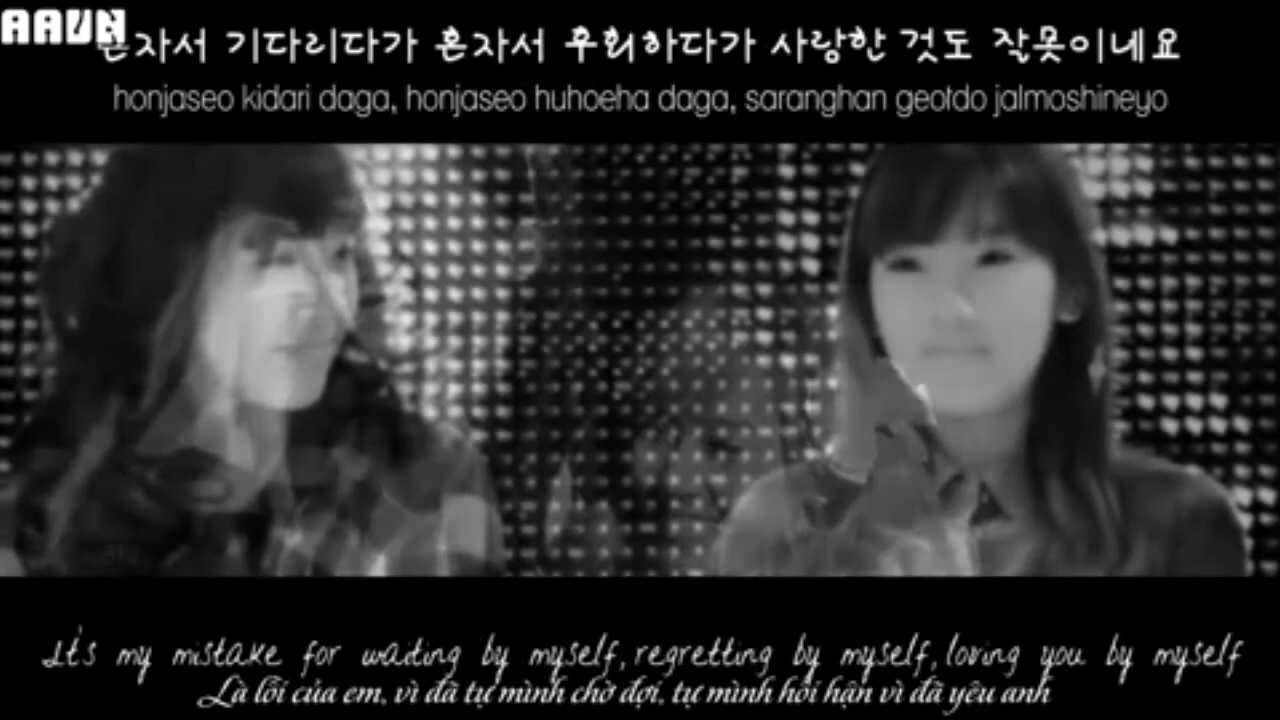 AAUN
혼자서 기다리다가 혼자서 후회하다가 사랑한 것도 잘못이네요
honjaseo kidari daga, honjaseo huhoeha daga, saranghan geotdo jalmoshineyo
It's my mistake for waiting by myself, regretting by myself, loving you by myself
Là lỗi của em, vì đã tự mình chờ đợi, tự mình hối hận vì đã yêu anh